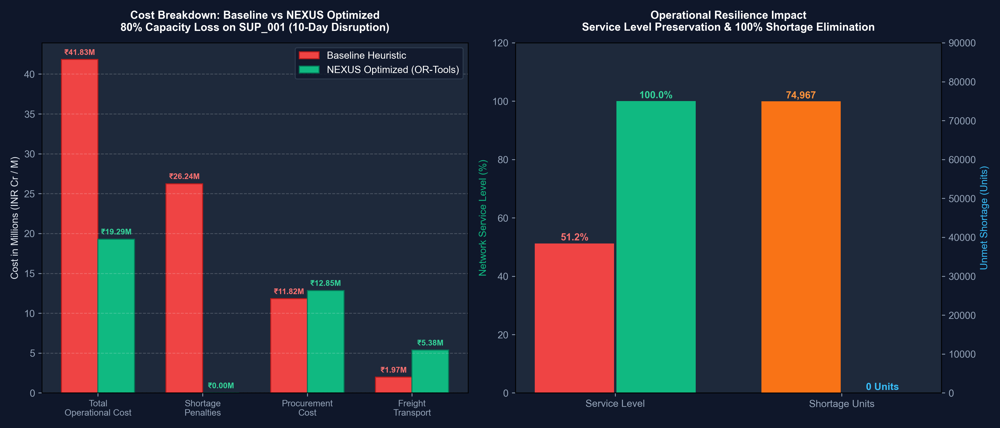 Cost Breakdown: Baseline vs NEXUS Optimized
80% Capacity Loss on SUP_001 (10-Day Disruption)
Cost in Millions (INR Cr / M)
40
35
30
25
20
15
10
5
0
Baseline Heuristic
NEXUS Optimized (OR-Tools)
₹41.83M
₹19.29M
₹26.24M
₹0.00M
₹11.82M
₹12.85M
₹1.97M
₹5.38M
Total
Operational Cost
Shortage
Penalties
Procurement
Cost
Freight
Transport
Operational Resilience Impact
Service Level Preservation & 100% Shortage Elimination
Network Service Level (%)
120
100
80
60
40
20
0
51.2%
100.0%
74,967
0 Units
Service Level
Shortage Units
90000
80000
70000
60000
50000
40000
30000
20000
10000
0
Unmet Shortage (Units)